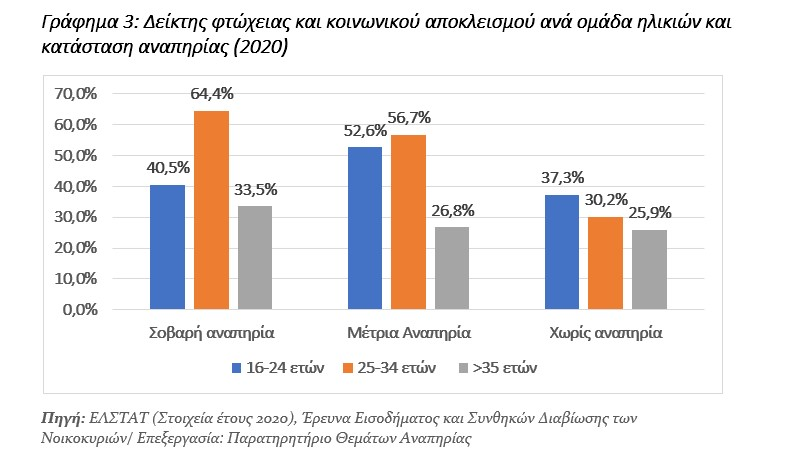 Γράφημα 3: Δείκτης φτώχειας και κοινωνικού αποκλεισμού ανά ομάδα ηλικιών και
κατάσταση αναπηρίας (2020)
70,0%
60,0%
50,0%
40,0%
30,0%
20,0%
10,0%
0,0%
40,5%
64,4%
33,5%
52,6%
56,7%
26,8%
37,3%
30,2%
25,9%
Σοβαρή αναπηρία
Μέτρια Αναπηρία
Χωρίς αναπηρία
16-24 ετών
25-34 ετών
>35 ετών
Πηγή: ΕΛΣΤΑΤ (Στοιχεία έτους 2020), Έρευνα Εισοδήματος και Συνθηκών Διαβίωσης των
Νοικοκυριών/ Επεξεργασία: Παρατηρητήριο Θεμάτων Αναπηρίας